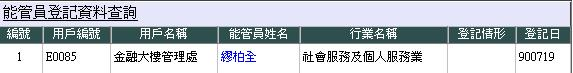 能管員登記資料查詢
編號 用戶編號 用戶名稱 能管員姓名 行業名稱 登記情形 登記日
1 E0085 金融大樓管理處 繆柏全 社會服務及個人服務業 900719